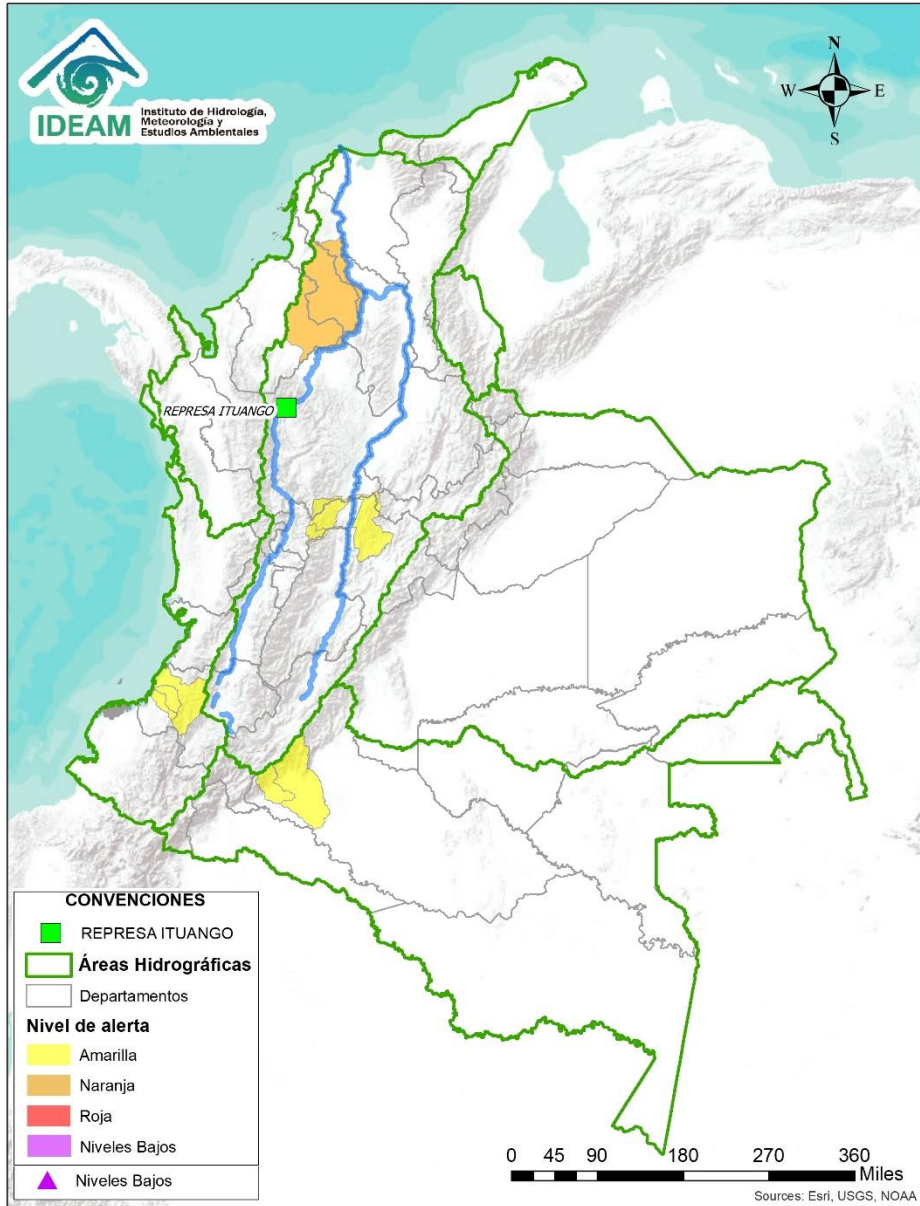 IDEAM
Instituto de Hidrología,
Meteorología y
Estudios Ambientales
N
W
E
S
REPRESA ITUANGO
CONVENCIONES
REPRESA ITUANGO
Áreas Hidrográficas
Departamentos
Nivel de alerta
Amarilla
Naranja
Roja
Niveles Bajos
Niveles Bajos
0 45 90 180 270 360
Miles
Sources: Esri, USGS, NOAA